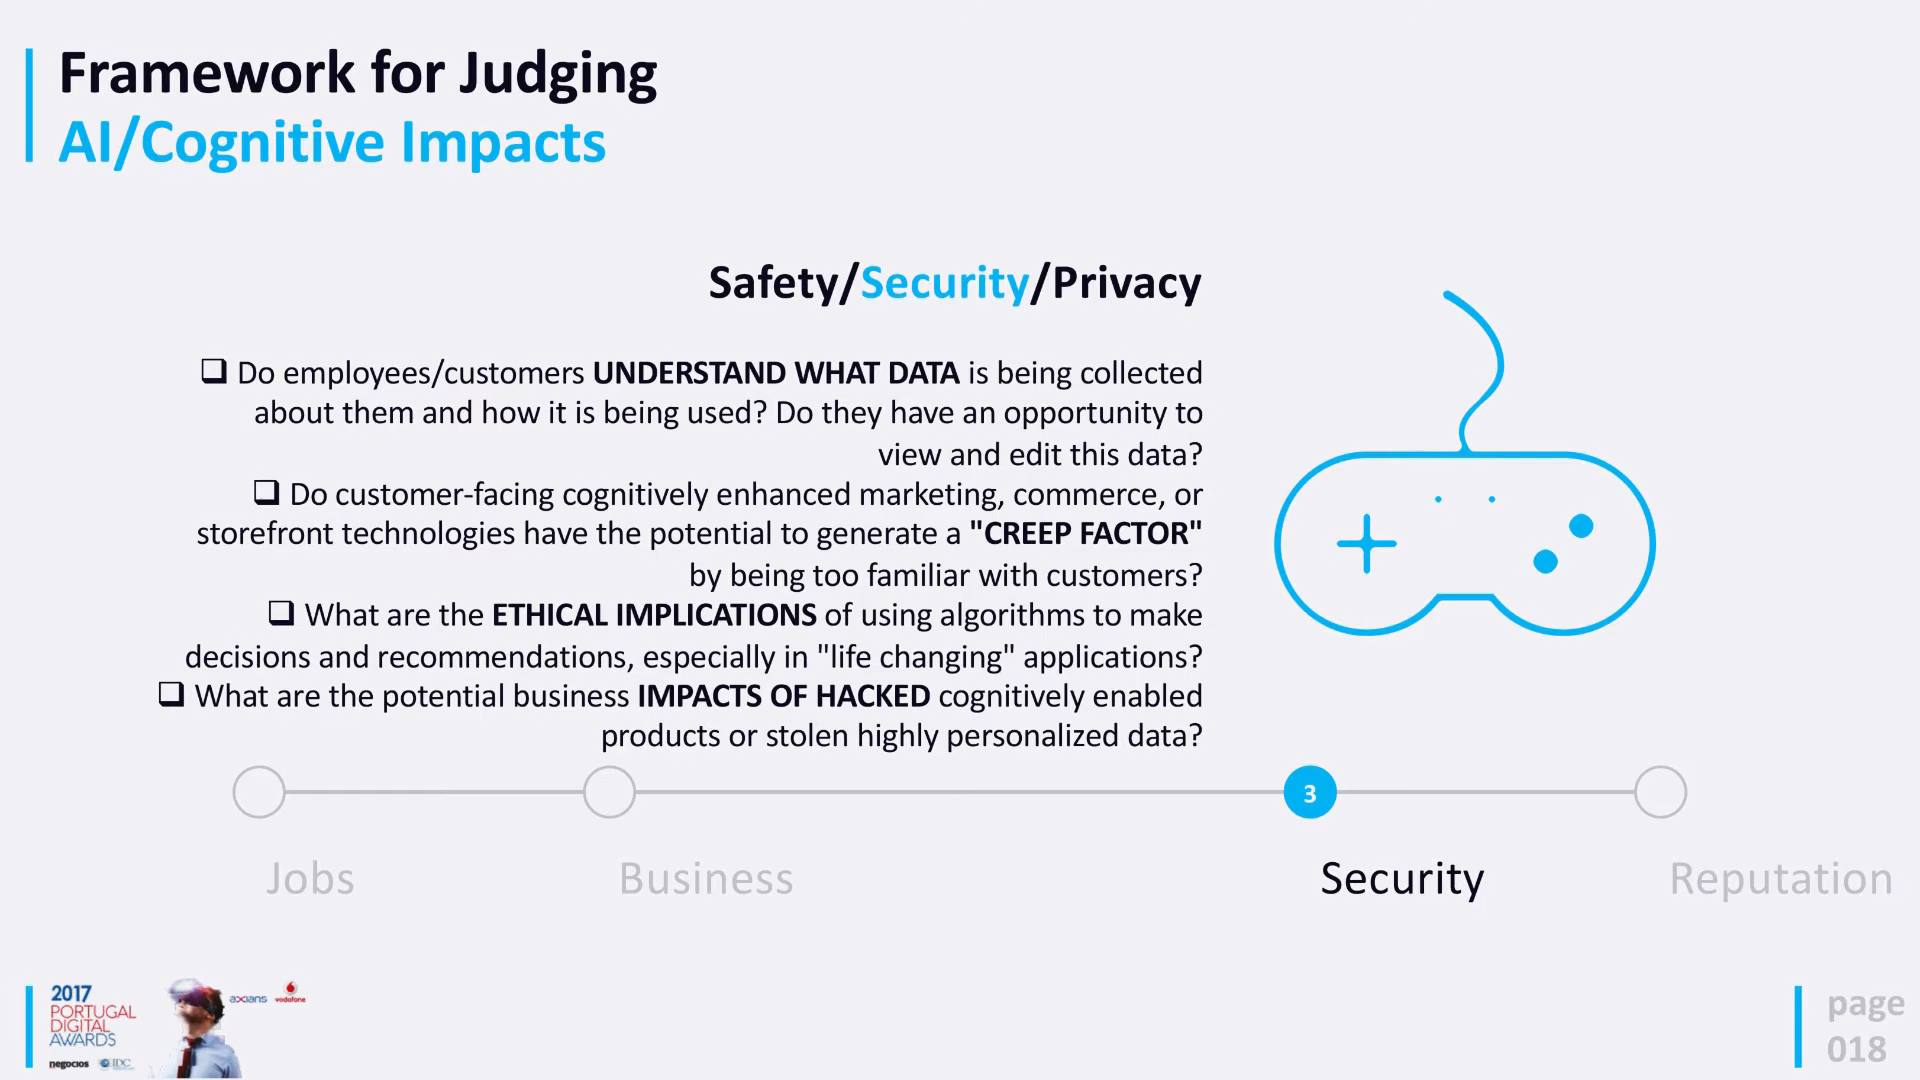 Framework for Judging
AI/Cognitive Impacts
Safety/Security/Privacy
❑ Do employees/customers UNDERSTAND WHAT DATA is being collected
about them and how it is being used? Do they have an opportunity to
view and edit this data?
❑ Do customer-facing cognitively enhanced marketing, commerce, or
storefront technologies have the potential to generate a "CREEP FACTOR"
by being too familiar with customers?
❑ What are the ETHICAL IMPLICATIONS of using algorithms to make
decisions and recommendations, especially in "life changing" applications?
❑ What are the potential business IMPACTS OF HACKED cognitively enabled
products or stolen highly personalized data?
3
Jobs
Business
Security
Reputation
2017
PORTUGAL
DIGITAL
AWARDS
negocios
IDC
axians
vodafone
page
018